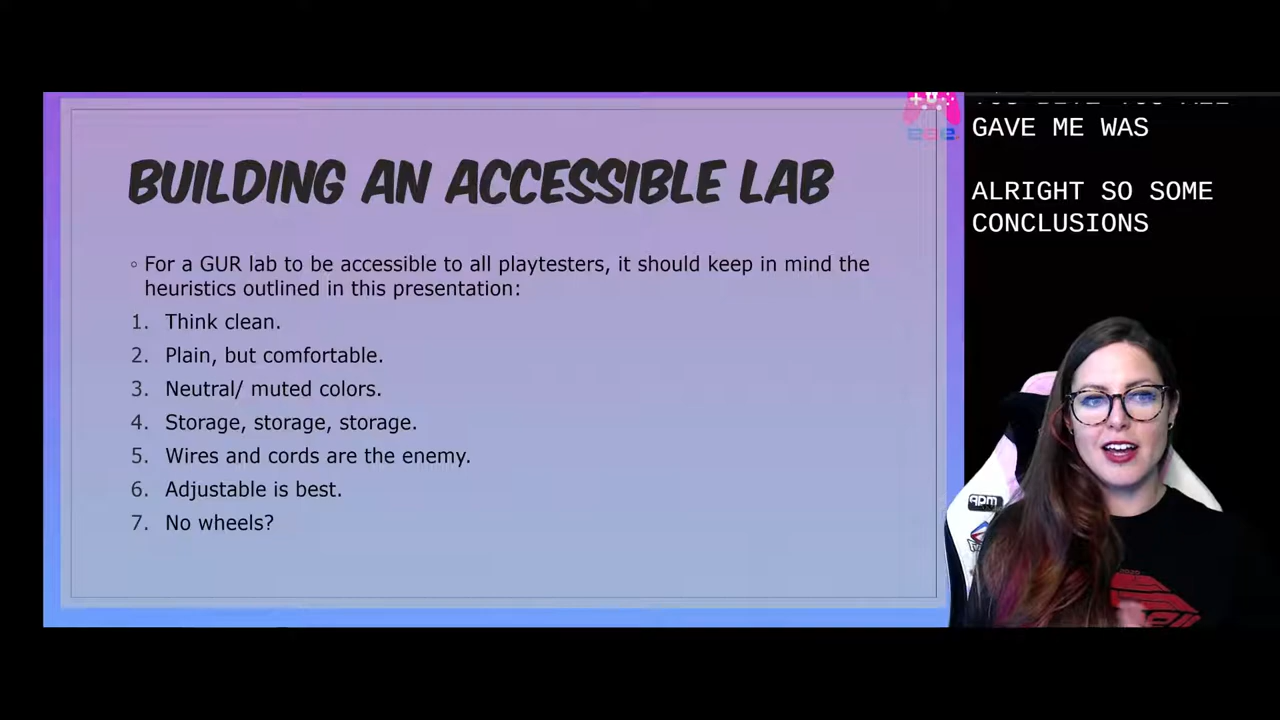 BUILDING AN ACCESSIBLE LAB
◦ For a GUR lab to be accessible to all playtesters, it should keep in mind the
heuristics outlined in this presentation:
1. Think clean.
2. Plain, but comfortable.
3. Neutral/ muted colors.
4. Storage, storage, storage.
5. Wires and cords are the enemy.
6. Adjustable is best.
7. No wheels?
eee
GAVE ME WAS
ALRIGHT SO SOME
CONCLUSIONS